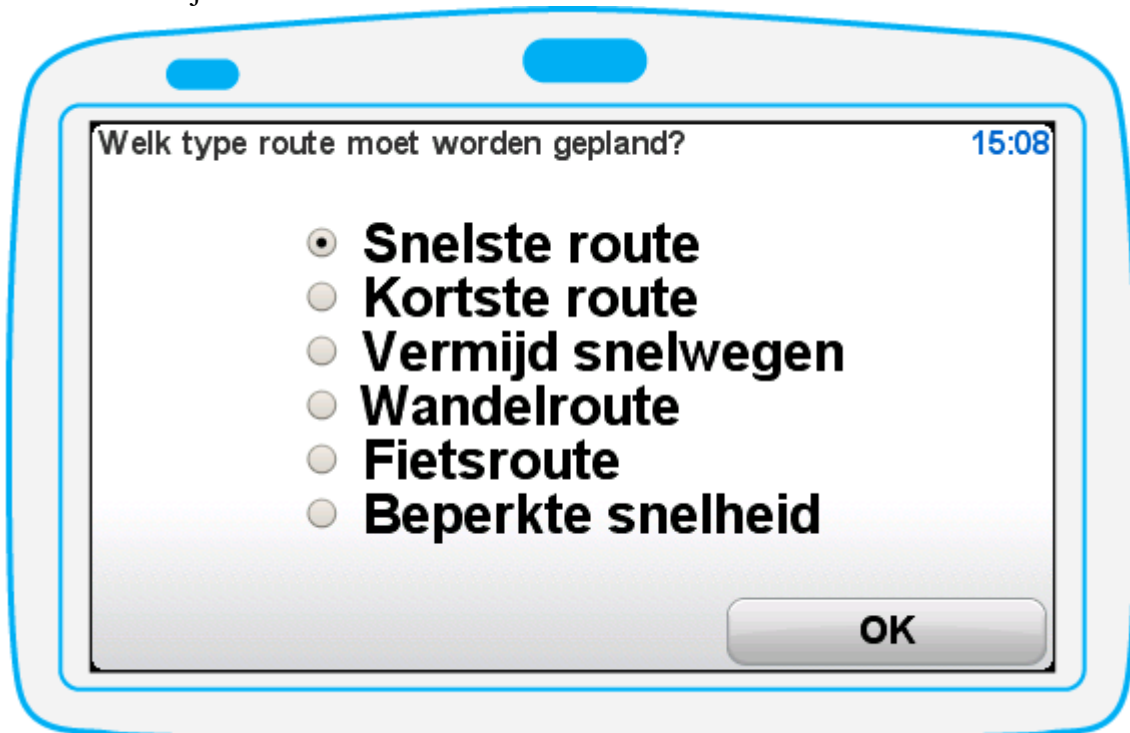 Welk type route moet worden gepland?
15:08
Snelste route
Kortste route
Vermijd snelwegen
Wandelroute
Fietsroute
Beperkte snelheid
OK